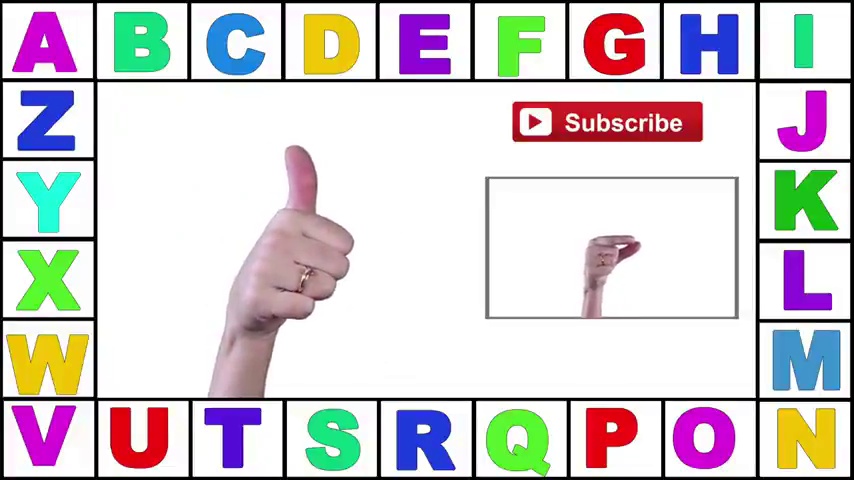 A B C D E F G H I
Z Subscribe J
Y K
X L
W M
V U T S R Q P O N